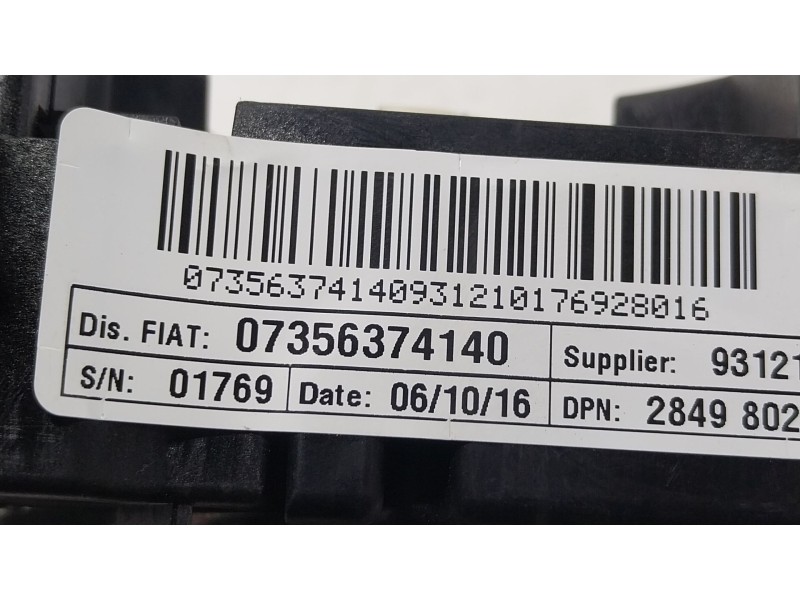 07356374140931210176928016
Dis. FIAT: 07356374140
Supplier: 93121
S/N: 01769
Date: 06/10/16
DPN: 2849 802